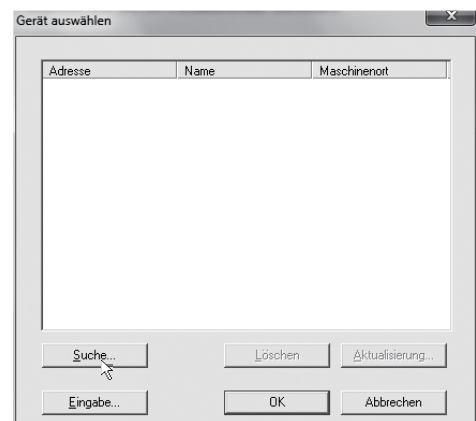 Gerät auswählen
Adresse Name Maschinenort
Suche... Löschen Aktualisierung...
Eingabe... OK Abbrechen